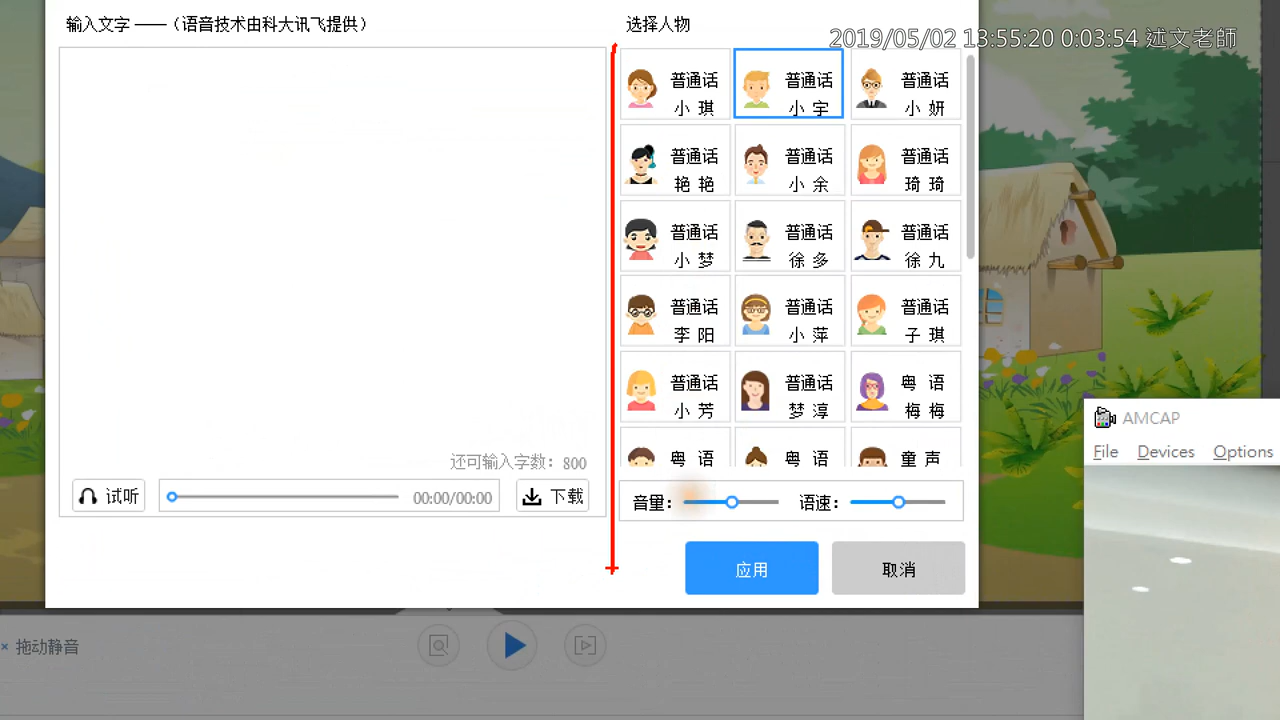 输入文字 ——（语音技术由科大讯飞提供）
选择人物
2019/05/02 13:55:20 0:03:54 述文老師
普通话
小 琪
普通话
小 宇
普通话
小 妍
普通话
艳 艳
普通话
小 余
普通话
琦 琦
普通话
小 梦
普通话
徐 多
普通话
徐 九
普通话
李 阳
普通话
小 萍
普通话
子 琪
普通话
小 芳
普通话
梦 淳
粤 语
梅 梅
粤 语
粤 语
童 声
还可输入字数：800
试听
00:00/00:00
下载
音量：
语速：
应用
取消
AMCAP
File Devices Options
× 拖动静音